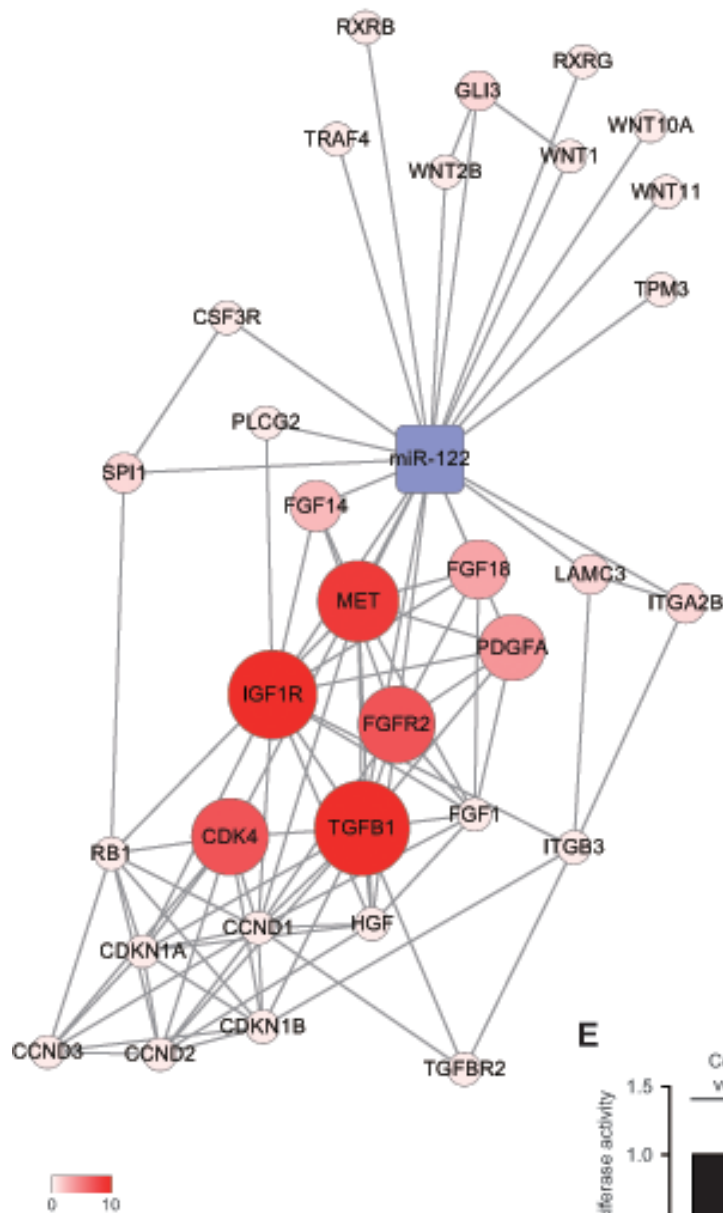 RXRB
RXRG
GLI3
WNT10A
TRAF4
WNT1
WNT2B
WNT11
TPM3
CSF3R
PLCG2
miR-122
SPI1
FGF14
FGF18
LAMC3
MET
ITGA2B
PDGFA
IGF1R
FGFR2
FGF1
TGFB1
CDK4
RB1
ITGB3
CCND1
HGF
CDKN1A
CDKN1B
CCND3
CCND2
TGFBR2
E
1.5
1.0
0 10